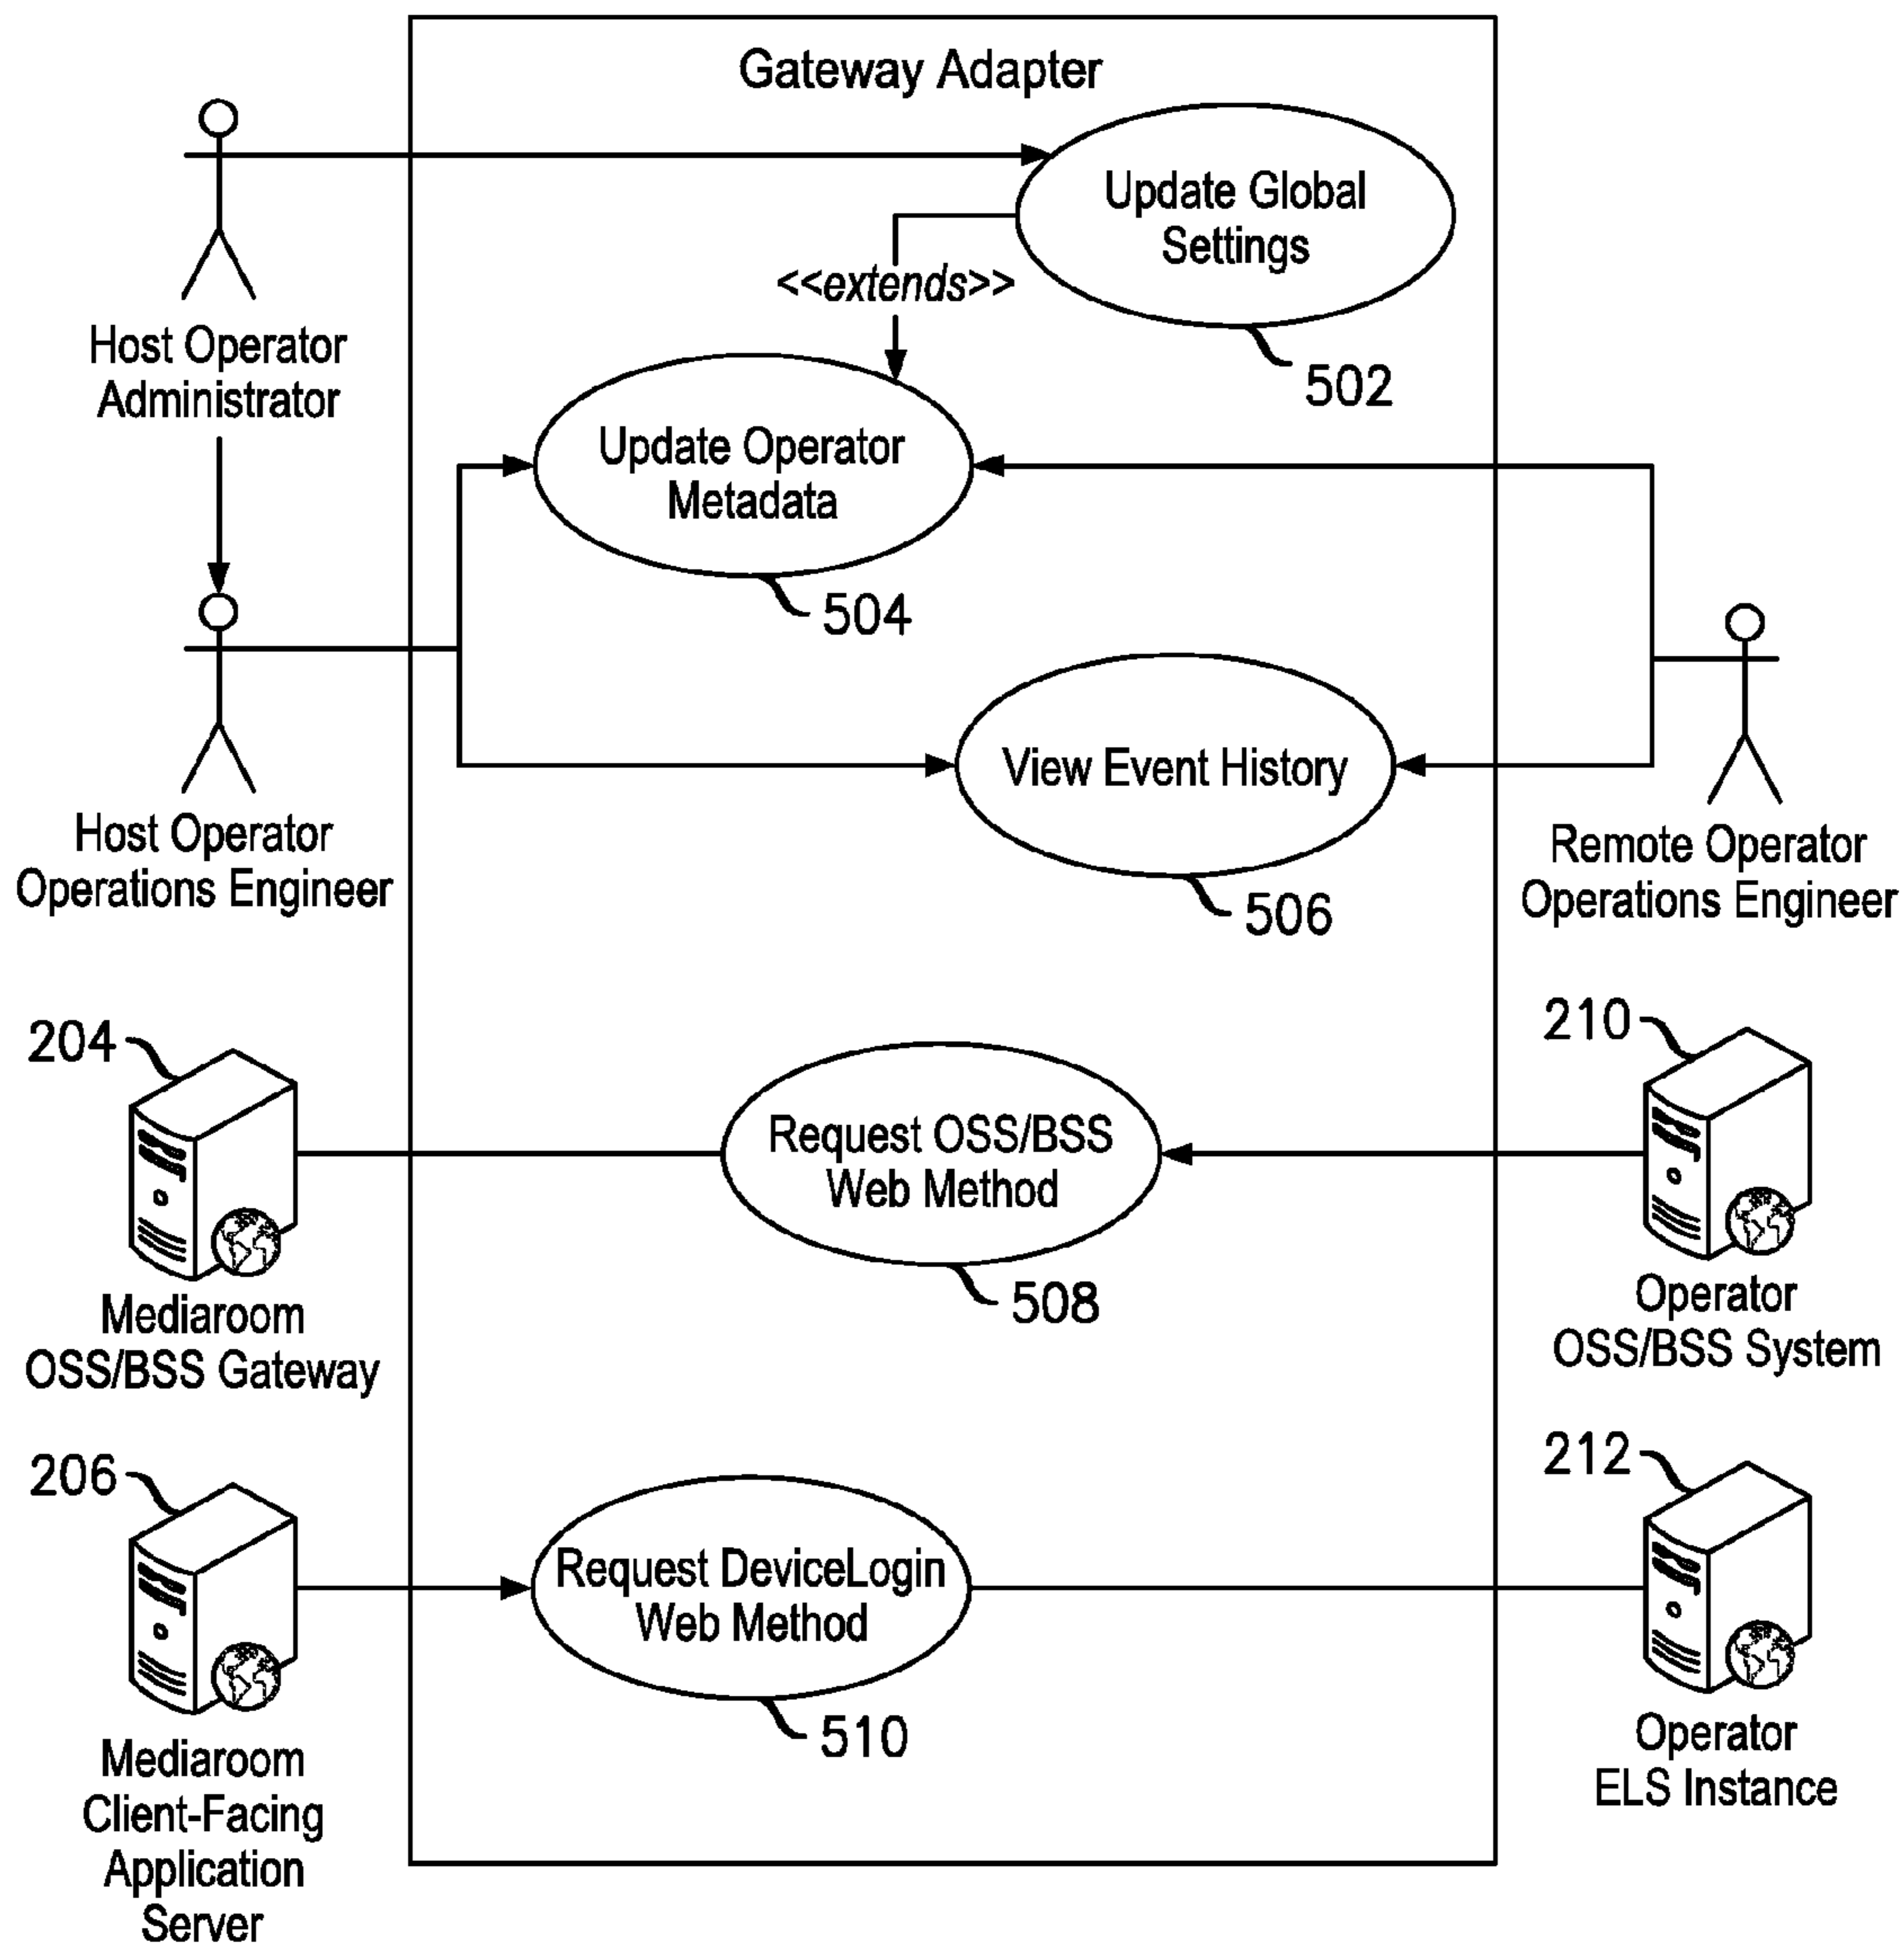 Gateway Adapter
Update Global
Settings
<<extends>>
502
Host Operator
Administrator
Update Operator
Metadata
504
Host Operator
Operations Engineer
View Event History
506
Remote Operator
Operations Engineer
204
Mediaroom
OSS/BSS Gateway
Request OSS/BSS
Web Method
508
210
Operator
OSS/BSS System
206
Mediaroom
Client-Facing
Application
Server
Request DeviceLogin
Web Method
510
212
Operator
ELS Instance